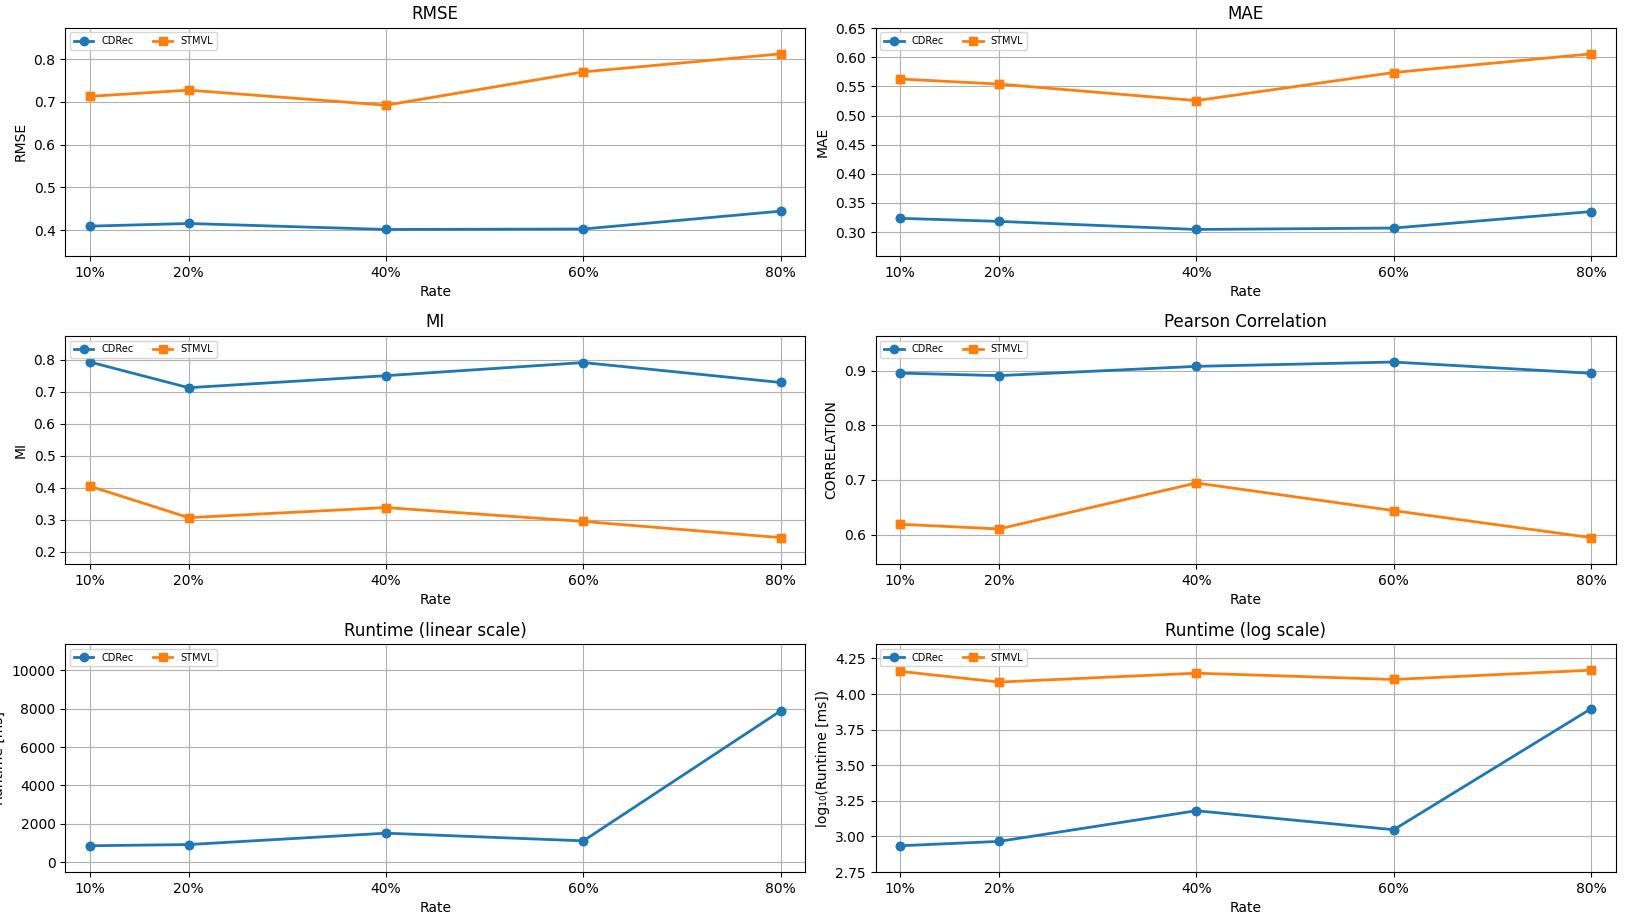 RMSE
CDRec STMVL
0.8
0.7
0.6
0.5
0.4
RMSE
10% 20% 40% 60% 80%
Rate
MAE
CDRec STMVL
0.65
0.60
0.55
0.50
0.45
0.40
0.35
0.30
MAE
10% 20% 40% 60% 80%
Rate
MI
CDRec STMVL
0.8
0.7
0.6
0.5
0.4
0.3
0.2
MI
10% 20% 40% 60% 80%
Rate
Pearson Correlation
CDRec STMVL
0.9
0.8
0.7
0.6
CORRELATION
10% 20% 40% 60% 80%
Rate
Runtime (linear scale)
CDRec STMVL
10000
8000
6000
4000
2000
0
10% 20% 40% 60% 80%
Rate
Runtime (log scale)
CDRec STMVL
4.25
4.00
3.75
3.50
3.25
3.00
2.75
log₁₀(Runtime [ms])
10% 20% 40% 60% 80%
Rate